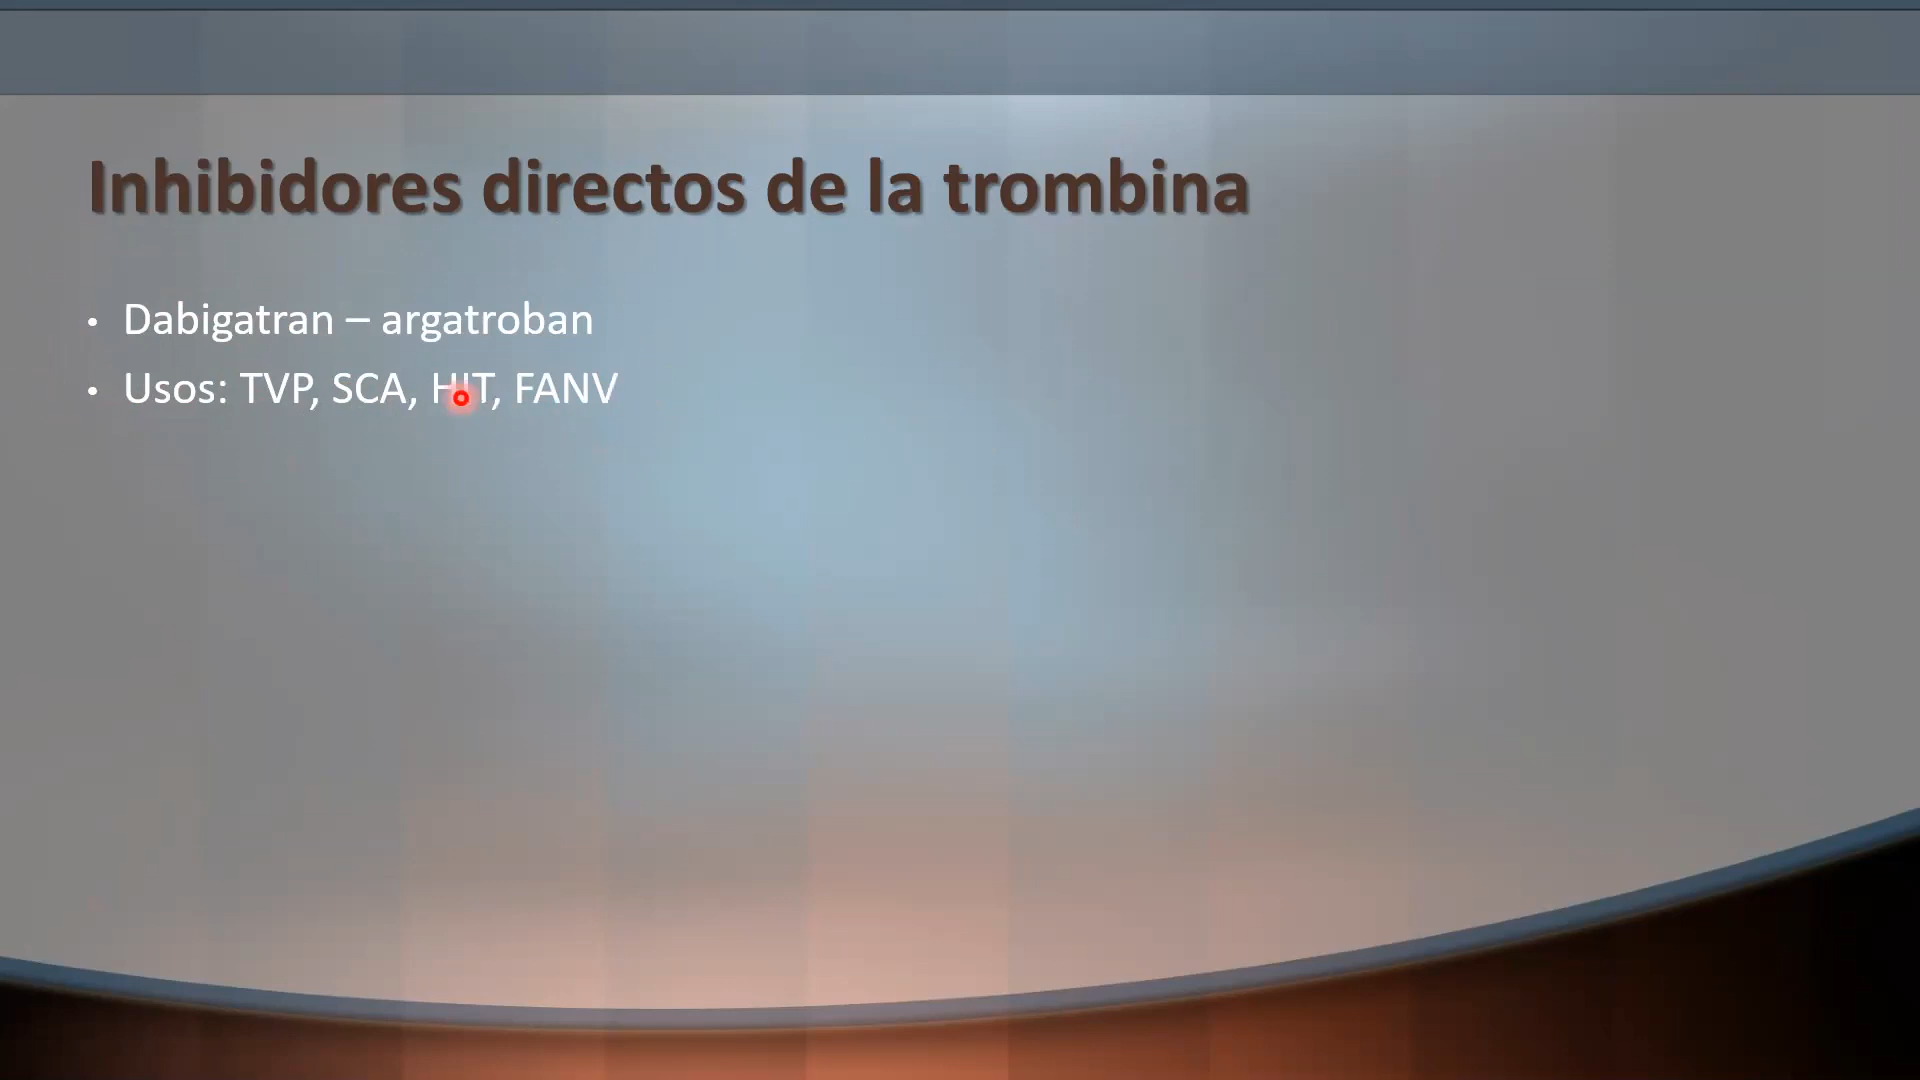 Inhibidores directos de la trombina
• Dabigatran – argatroban
• Usos: TVP, SCA, HIT, FANV